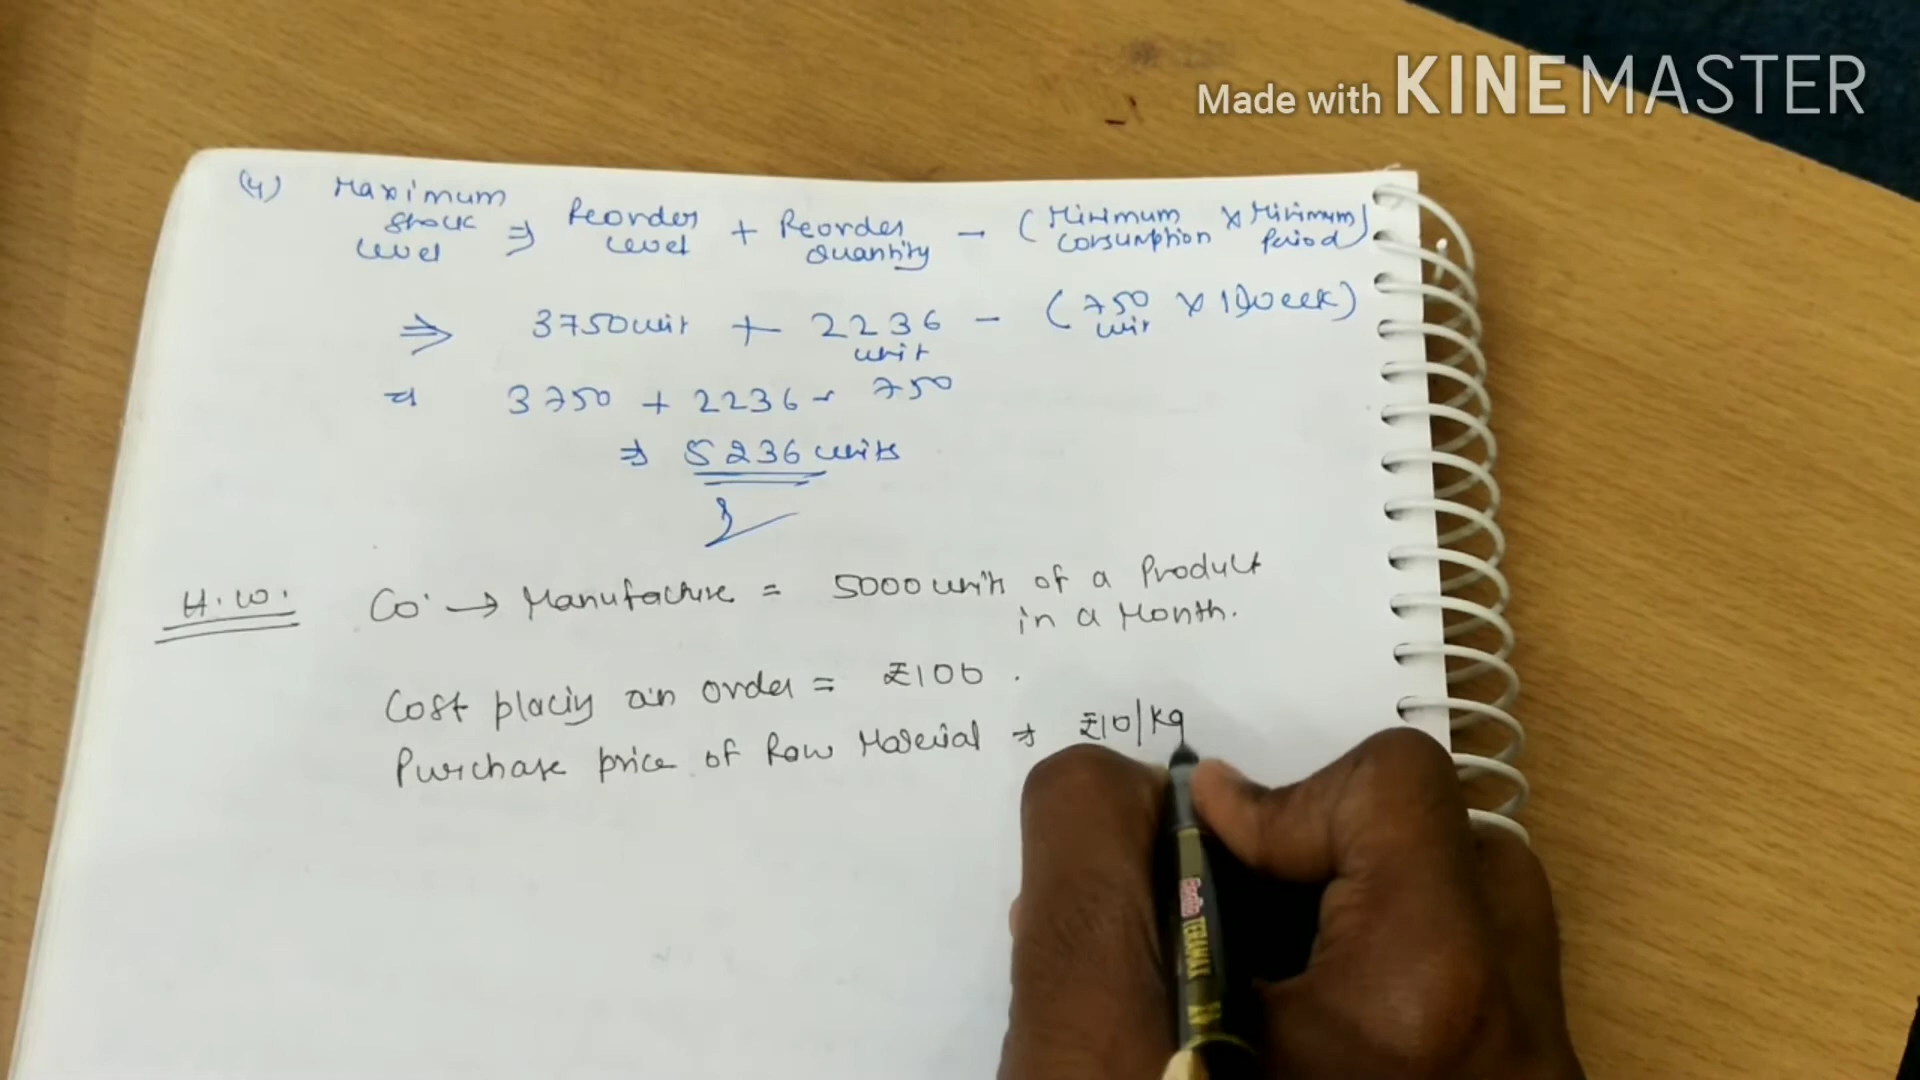 Made with KINEMASTER
(4) Maximum stock level ⇒ Reorder level + Reorder Quantity - (Minimum consumption x Minimum Period)
⇒ 3750 unit + 2236 unit - (750 unit x 1 week)
⇒ 3750 + 2236 - 750
⇒ 5236 units
H.W. Co. → Manufacture = 5000 units of a Product
in a Month.
Cost placing an order = ₹100.
Purchase price of Raw Material ⇒ ₹10/kg
TERAMAX